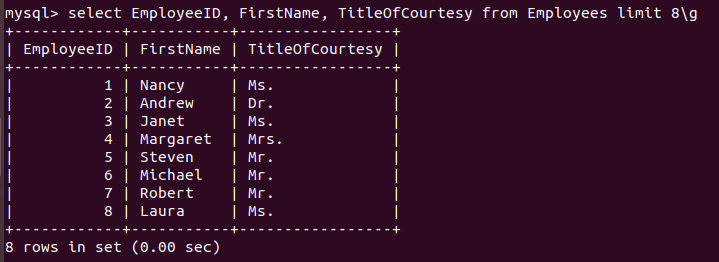 mysql> select EmployeeID, FirstName, TitleOfCourtesy from Employees limit 8\g
+------------+-----------+-----------------+
| EmployeeID | FirstName | TitleOfCourtesy |
+------------+-----------+-----------------+
|          1 | Nancy     | Ms.             |
|          2 | Andrew    | Dr.             |
|          3 | Janet     | Ms.             |
|          4 | Margaret  | Mrs.            |
|          5 | Steven    | Mr.             |
|          6 | Michael   | Mr.             |
|          7 | Robert    | Mr.             |
|          8 | Laura     | Ms.             |
+------------+-----------+-----------------+
8 rows in set (0.00 sec)